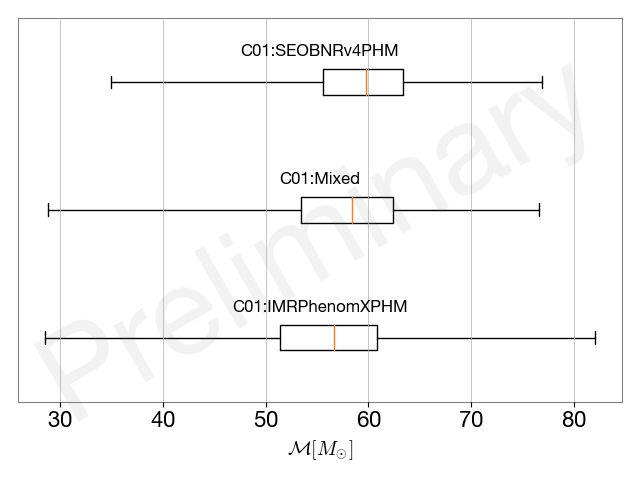 C01:SEOBNRv4PHM
C01:Mixed
C01:IMRPhenomXPHM
Preliminary
30 40 50 60 70 80
ℳ[M⊙]